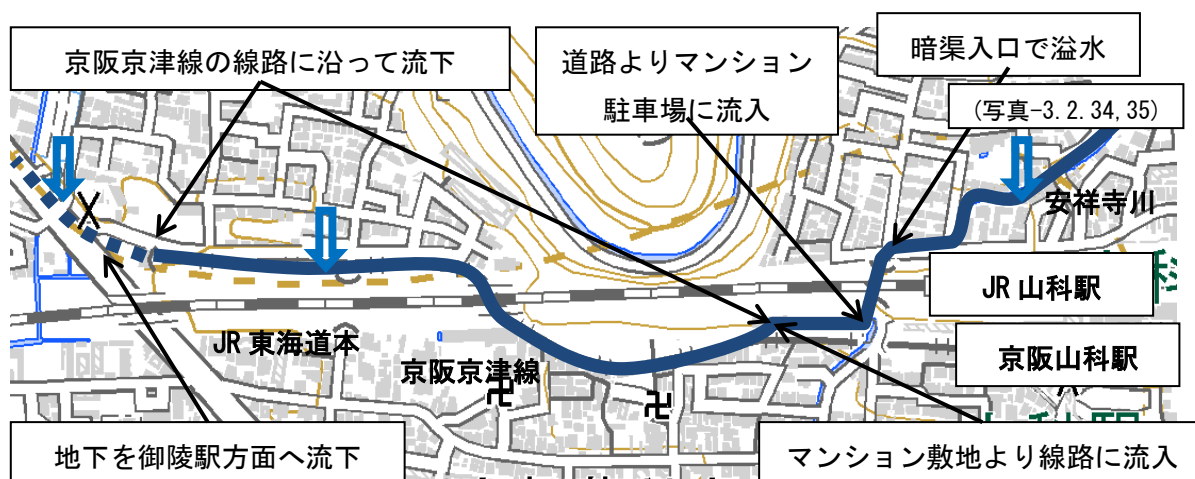 京阪京津線の線路に沿って流下
道路よりマンション
駐車場に流入
暗渠入口で溢水
(写真-3.2.34,35)
安祥寺川
JR 山科駅
JR 東海道本
京阪京津線
京阪山科駅
地下を御陵駅方面へ流下
マンション敷地より線路に流入